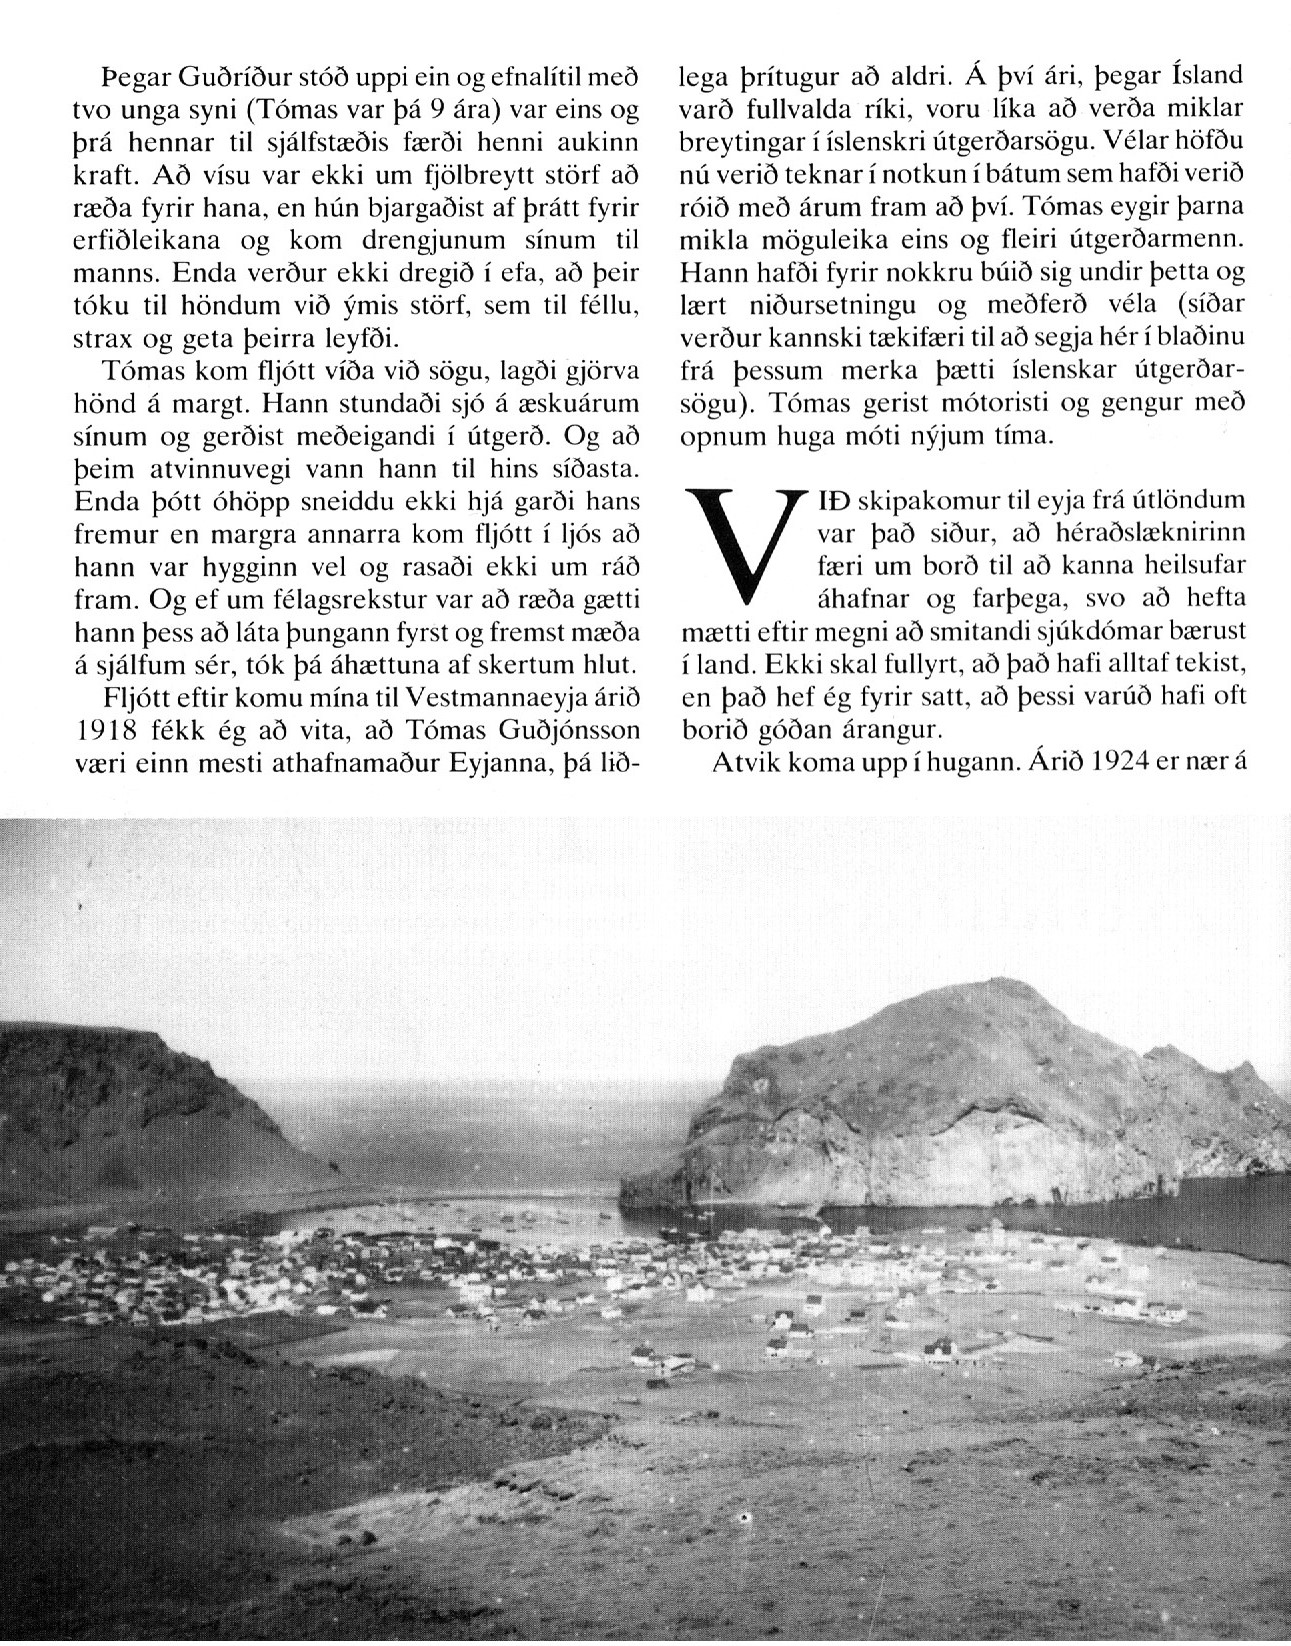 Þegar Guðríður stóð uppi ein og efnalítil með
tvo unga syni (Tómas var þá 9 ára) var eins og
þrá hennar til sjálfstæðis færði henni aukinn
kraft. Að vísu var ekki um fjölbreytt störf að
ræða fyrir hana, en hún bjargaðist af þrátt fyrir
erfiðleikana og kom drengjunum sínum til
manns. Enda verður ekki dregið í efa, að þeir
tóku til höndum við ýmis störf, sem til féllu,
strax og geta þeirra leyfði.
Tómas kom fljótt víða við sögu, lagði gjörva
hönd á margt. Hann stundaði sjó á æskuárum
sínum og gerðist meðeigandi í útgerð. Og að
þeim atvinnuvegi vann hann til hins síðasta.
Enda þótt óhöpp sneiddu ekki hjá garði hans
fremur en margra annarra kom fljótt í ljós að
hann var hygginn vel og rasaði ekki um ráð
fram. Og ef um félagsrekstur var að ræða gætti
hann þess að láta þungann fyrst og fremst mæða
á sjálfum sér, tók þá áhættuna af skertum hlut.
Fljótt eftir komu mína til Vestmannaeyja árið
1918 fékk ég að vita, að Tómas Guðjónsson
væri einn mesti athafnamaður Eyjanna, þá lið-
lega þrítugur að aldri. Á því ári, þegar Ísland
varð fullvalda ríki, voru líka að verða miklar
breytingar í íslenskri útgerðarsögu. Vélar höfðu
nú verið teknar í notkun í bátum sem hafði verið
róið með árum fram að því. Tómas eygir þarna
mikla möguleika eins og fleiri útgerðarmenn.
Hann hafði fyrir nokkru búið sig undir þetta og
lært niðursetningu og meðferð véla (síðar
verður kannski tækifæri til að segja hér í blaðinu
frá þessum merka þætti íslenskar útgerðar-
sögu). Tómas gerist mótoristi og gengur með
opnum huga móti nýjum tíma.
VIÐ skipakomur til eyja frá útlöndum
var það siður, að héraðslæknirinn
færi um borð til að kanna heilsufar
áhafnar og farþega, svo að hefta
mætti eftir megni að smitandi sjúkdómar bærust
í land. Ekki skal fullyrt, að það hafi alltaf tekist,
en það hef ég fyrir satt, að þessi varúð hafi oft
borið góðan árangur.
Atvik koma upp í hugann. Árið 1924 er nær á